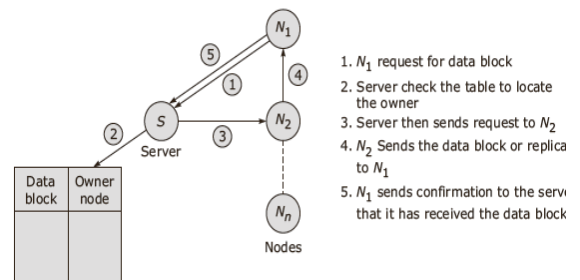 N1
5
1
4
S
N2
3
2
Server
Data block
Owner node
Nn
Nodes
1. N1 request for data block
2. Server check the table to locate
the owner
3. Server then sends request to N2
4. N2 Sends the data block or replica
to N1
5. N1 sends confirmation to the serve
that it has received the data block